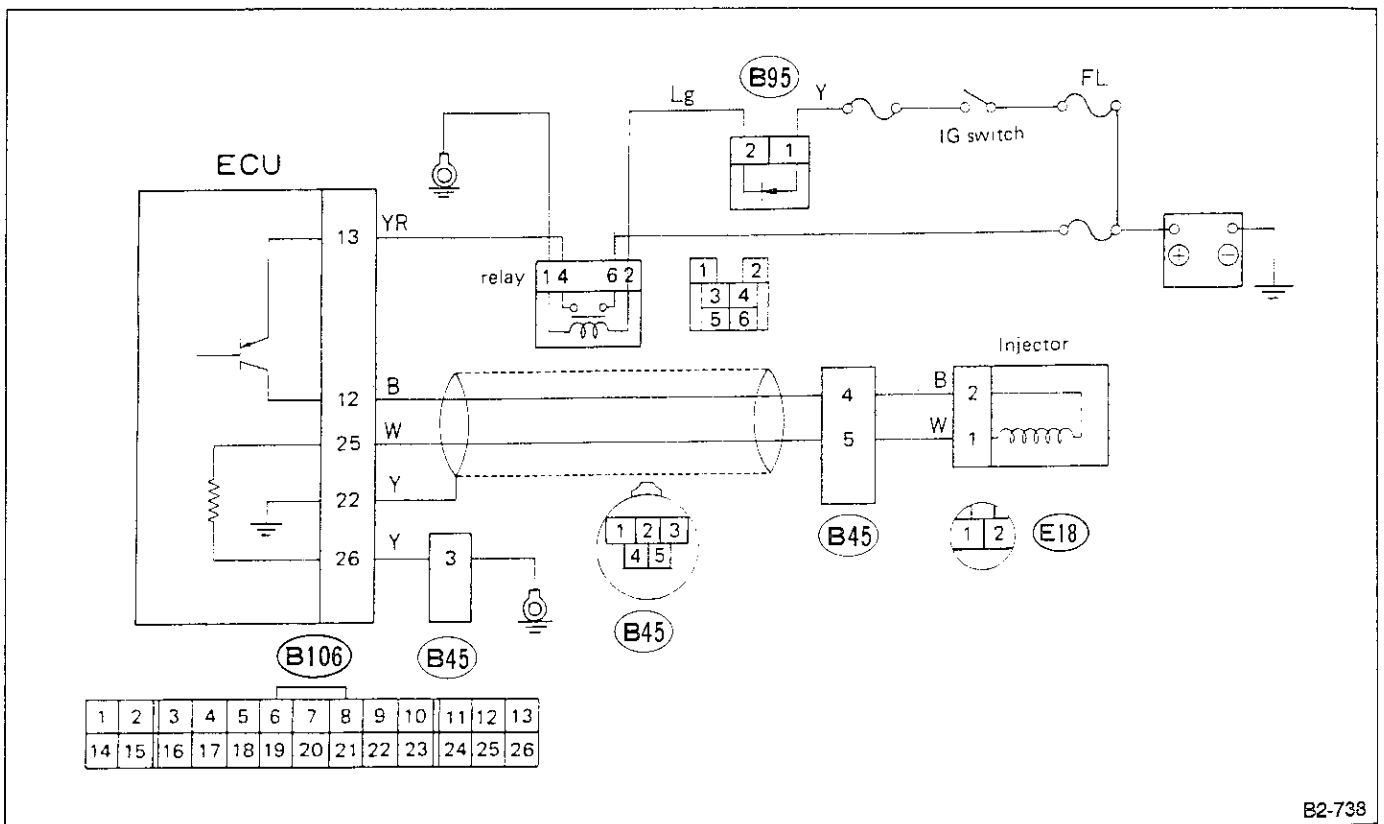 B95
Lg
Y
FL
IG switch
2 1
ECU
13
YR
relay
1 4 6 2
1 2
3 4
5 6
+ −
Injector
12
B
4
B
2
25
W
5
W
1
22
Y
26
Y
3
1 2 3
4 5
B45
1 2
E18
B106
B45
B45
1 2 3 4 5 6 7 8 9 10 11 12 13
14 15 16 17 18 19 20 21 22 23 24 25 26
B2-738